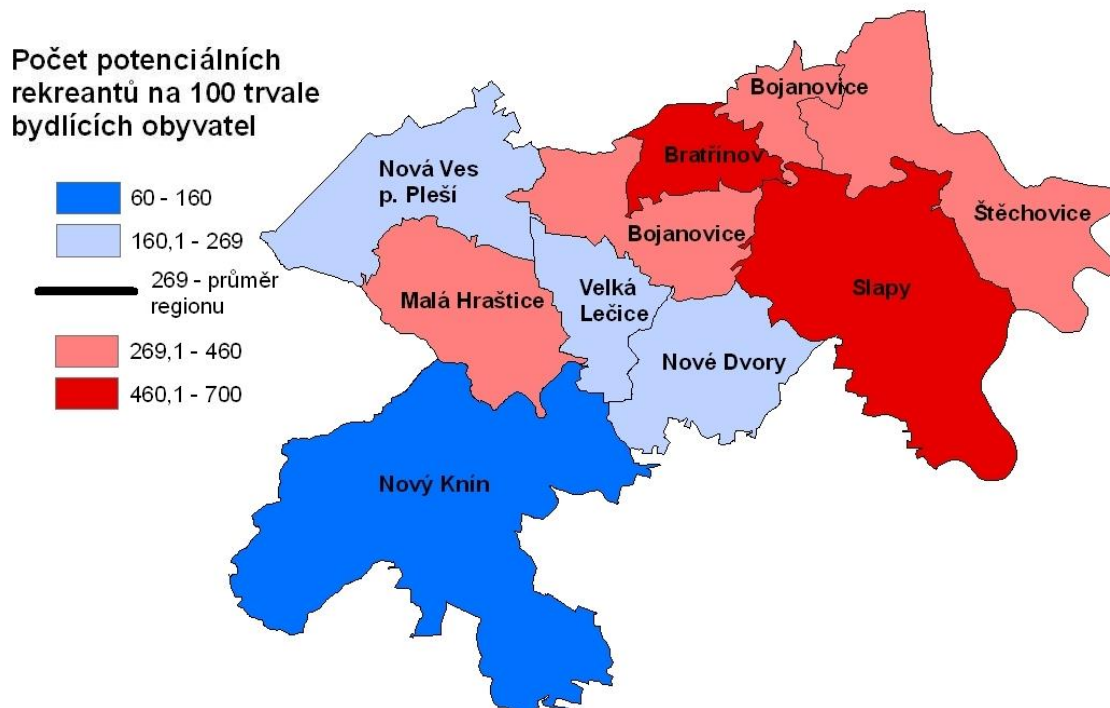 Počet potenciálních
rekreantů na 100 trvale
bydlících obyvatel
60 - 160
160,1 - 269
269 - průměr
regionu
269,1 - 460
460,1 - 700
Bojanovice
Bratřínov
Nová Ves
p. Pleší
Štěchovice
Bojanovice
Velká
Lečice
Slapy
Malá Hraštice
Nové Dvory
Nový Knín